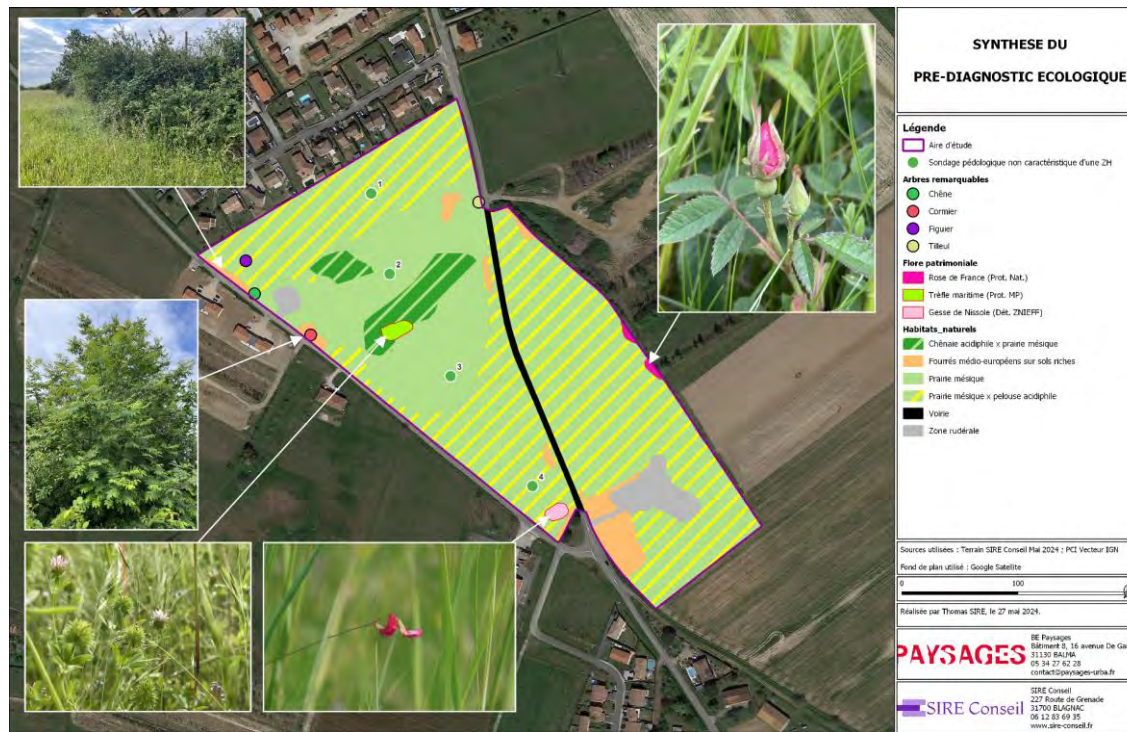 SYNTHESE DU
PRE-DIAGNOSTIC ECOLOGIQUE
Légende
Aire d'étude
Sondage pédologique non caractéristique d'une ZH
Arbres remarquables
Chêne
Cormier
Figuier
Tilleul
Flore patrimoniale
Rose de France (Prot. Nat.)
Trèfle maritime (Prot. MP)
Gesse de Nissole (Dét. ZNIEFF)
Habitats_naturels
Chênaie acidiphile x prairie mésique
Fourrés médio-européens sur sols riches
Prairie mésique
Prairie mésique x pelouse acidiphile
Voirie
Zone rudérale
1
2
3
4
Sources utilisées : Terrain SIRE Conseil Mai 2024 ; PCI Vecteur IGN
Fond de plan utilisé : Google Satellite
0 100
Réalisée par Thomas SIRE, le 27 mai 2024.
PAYSAGES
BE Paysages
Bâtiment 8, 16 avenue De Ga
31130 BALMA
05 34 27 62 28
contact@paysages-urba.fr
SIRE Conseil
SIRE Conseil
227 Route de Grenade
31700 BLAGNAC
06 12 83 69 35
www.sire-conseil.fr